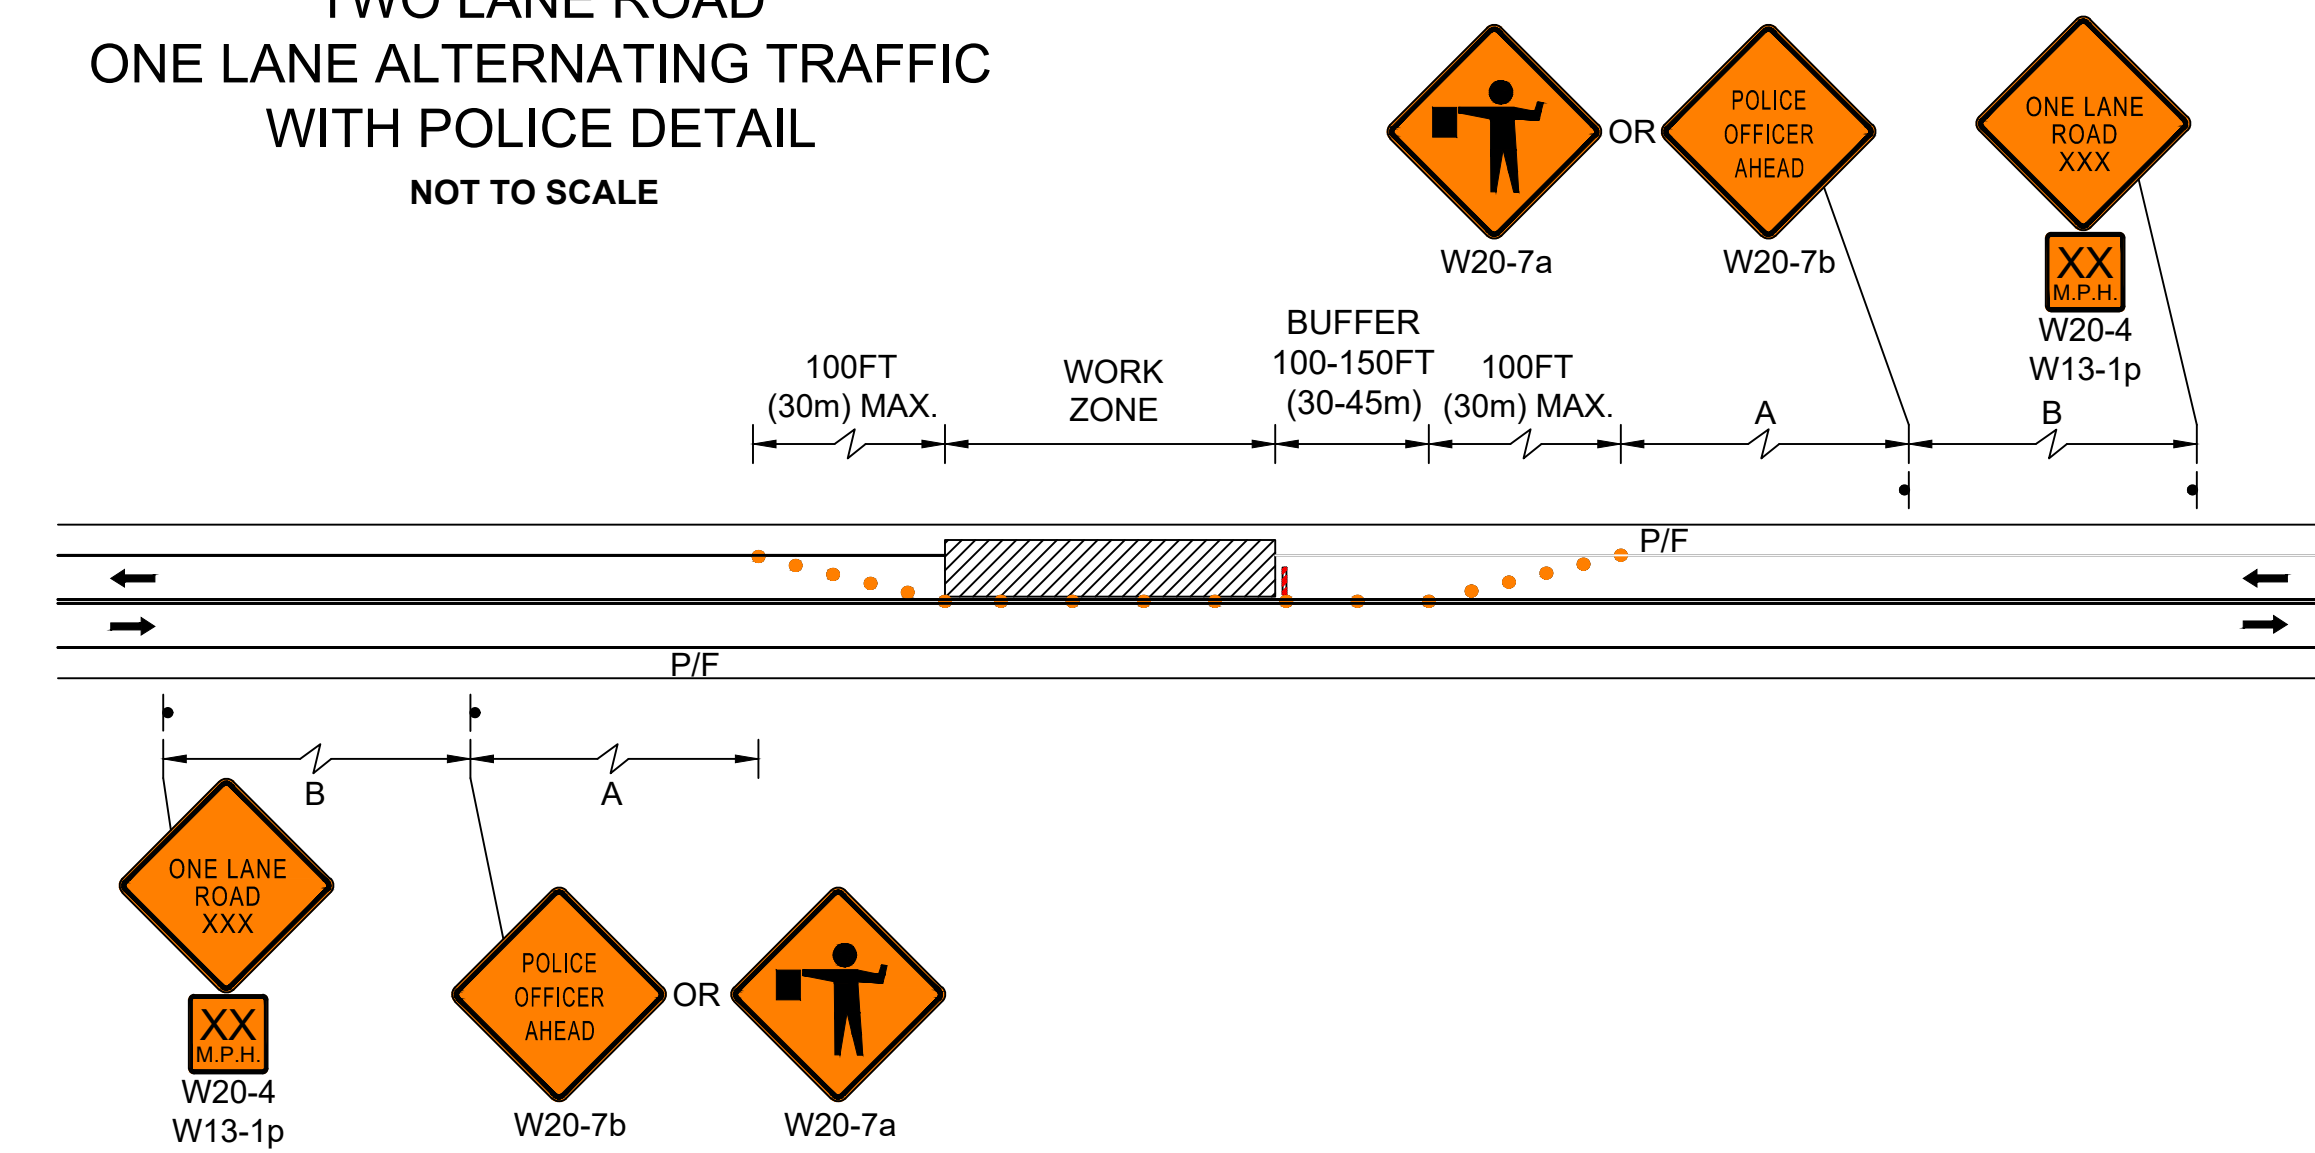 TWO LANE ROAD
ONE LANE ALTERNATING TRAFFIC
WITH POLICE DETAIL
NOT TO SCALE
OR
POLICE
OFFICER
AHEAD
ONE LANE
ROAD
XXX
W20-7a
W20-7b
XX
M.P.H.
W20-4
W13-1p
100FT
(30m) MAX.
WORK
ZONE
BUFFER
100-150FT
(30-45m)
100FT
(30m) MAX.
A
B
P/F
P/F
B
A
ONE LANE
ROAD
XXX
XX
M.P.H.
W20-4
W13-1p
POLICE
OFFICER
AHEAD
OR
W20-7b
W20-7a